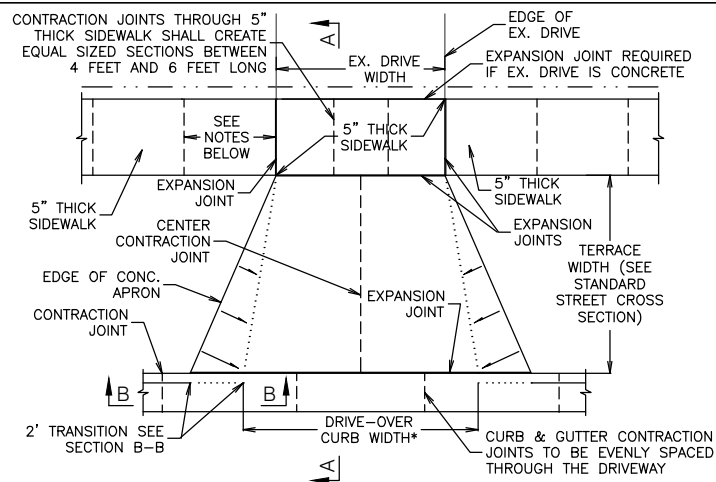 CONTRACTION JOINTS THROUGH 5"
THICK SIDEWALK SHALL CREATE
EQUAL SIZED SECTIONS BETWEEN
4 FEET AND 6 FEET LONG
A
EX. DRIVE
WIDTH
EDGE OF
EX. DRIVE
EXPANSION JOINT REQUIRED
IF EX. DRIVE IS CONCRETE
SEE
NOTES
BELOW
5" THICK
SIDEWALK
5" THICK
SIDEWALK
EXPANSION
JOINT
5" THICK
SIDEWALK
CENTER
CONTRACTION
JOINT
EXPANSION
JOINTS
TERRACE
WIDTH (SEE
STANDARD
STREET CROSS
SECTION)
EDGE OF CONC.
APRON
CONTRACTION
JOINT
EXPANSION
JOINT
B
B
2' TRANSITION SEE
SECTION B-B
DRIVE-OVER
CURB WIDTH*
CURB & GUTTER CONTRACTION
JOINTS TO BE EVENLY SPACED
THROUGH THE DRIVEWAY
A